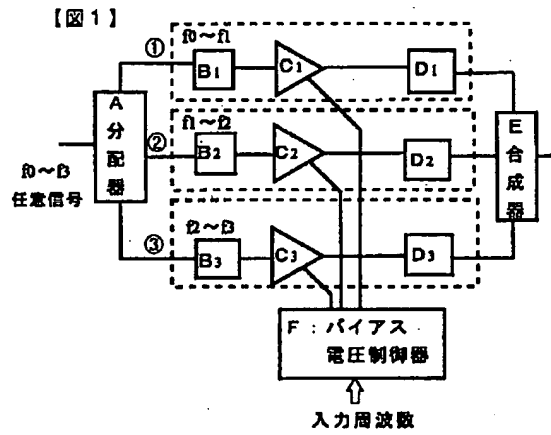 【図1】
① f0～f1
B1 C1 D1
A分配器
② f1～f2
B2 C2 D2
E合成器
f0～f3
任意信号
③ f2～f3
B3 C3 D3
F：バイアス
電圧制御器
入力周波数